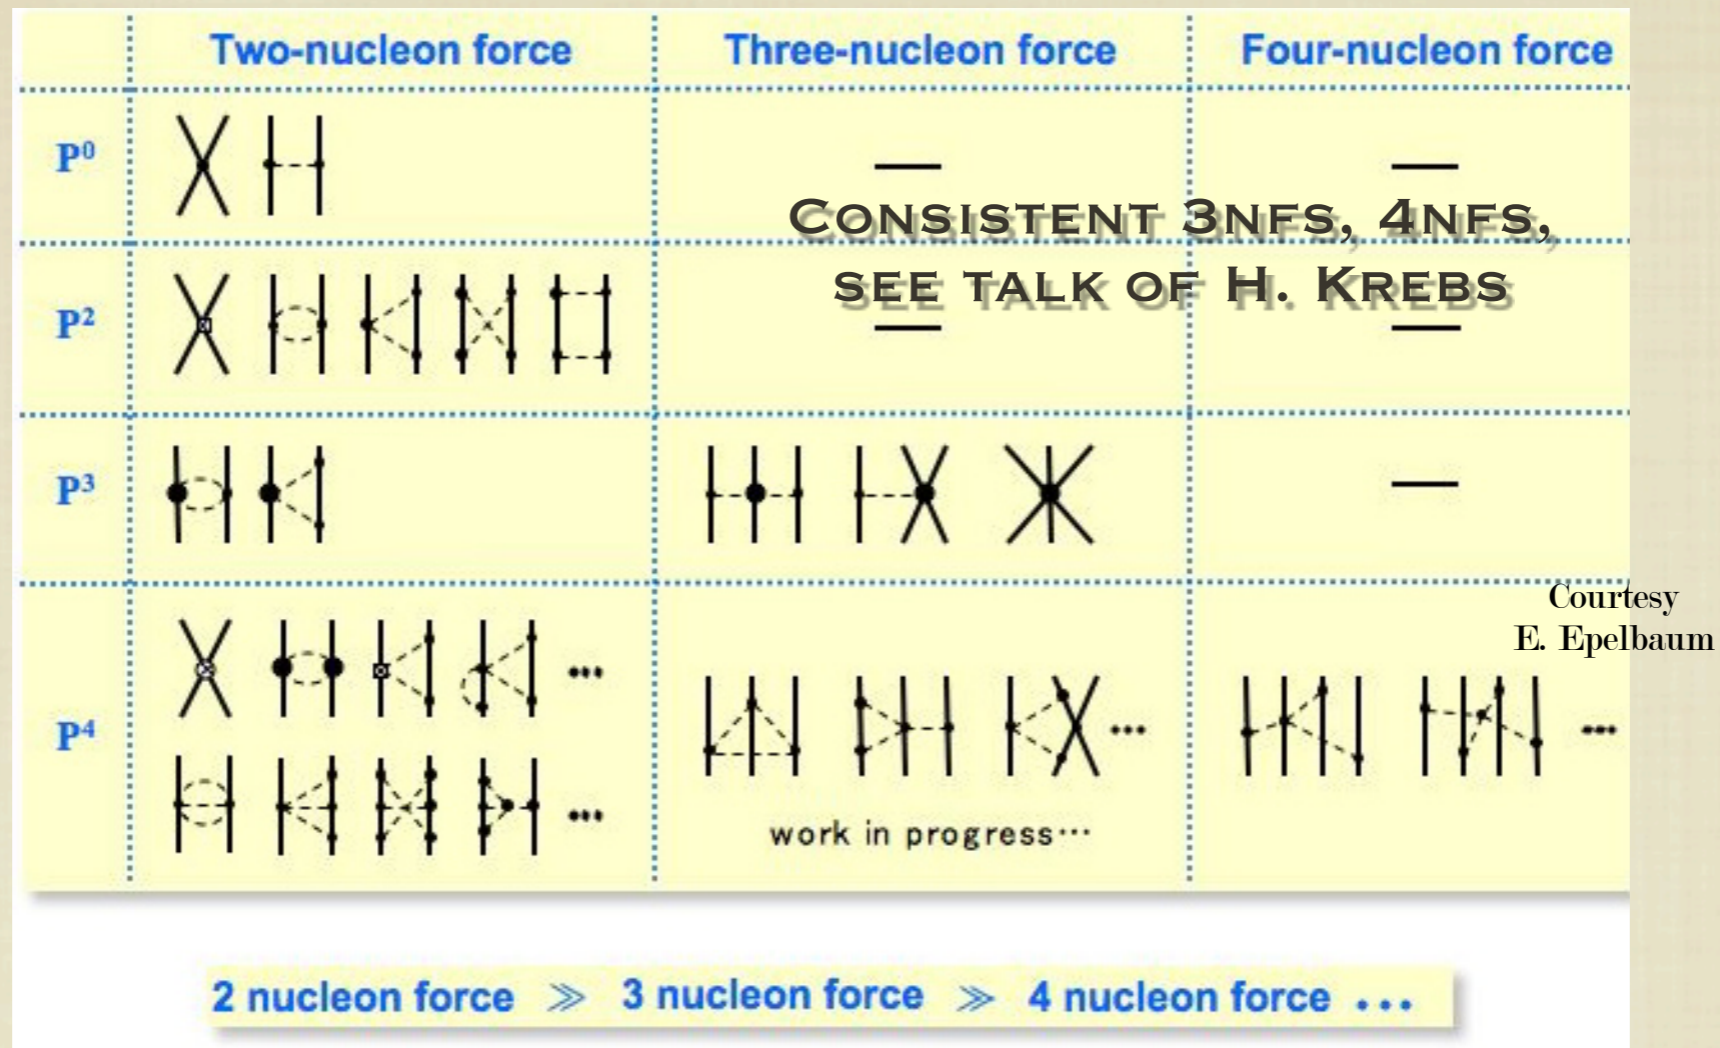 Two-nucleon force Three-nucleon force Four-nucleon force
P⁰
CONSISTENT 3NFS, 4NFS,
SEE TALK OF H. KREBS
P²
P³
Courtesy
E. Epelbaum
P⁴
work in progress...
2 nucleon force ≫ 3 nucleon force ≫ 4 nucleon force ...